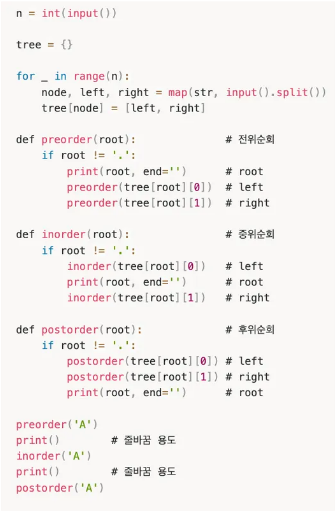 n = int(input())

tree = {}

for _ in range(n):
    node, left, right = map(str, input().split())
    tree[node] = [left, right]

def preorder(root):              # 전위순회
    if root != '.':
        print(root, end='')      # root
        preorder(tree[root][0])  # left
        preorder(tree[root][1])  # right

def inorder(root):               # 중위순회
    if root != '.':
        inorder(tree[root][0])   # left
        print(root, end='')      # root
        inorder(tree[root][1])   # right

def postorder(root):             # 후위순회
    if root != '.':
        postorder(tree[root][0]) # left
        postorder(tree[root][1]) # right
        print(root, end='')      # root

preorder('A')
print()        # 줄바꿈 용도
inorder('A')
print()        # 줄바꿈 용도
postorder('A')